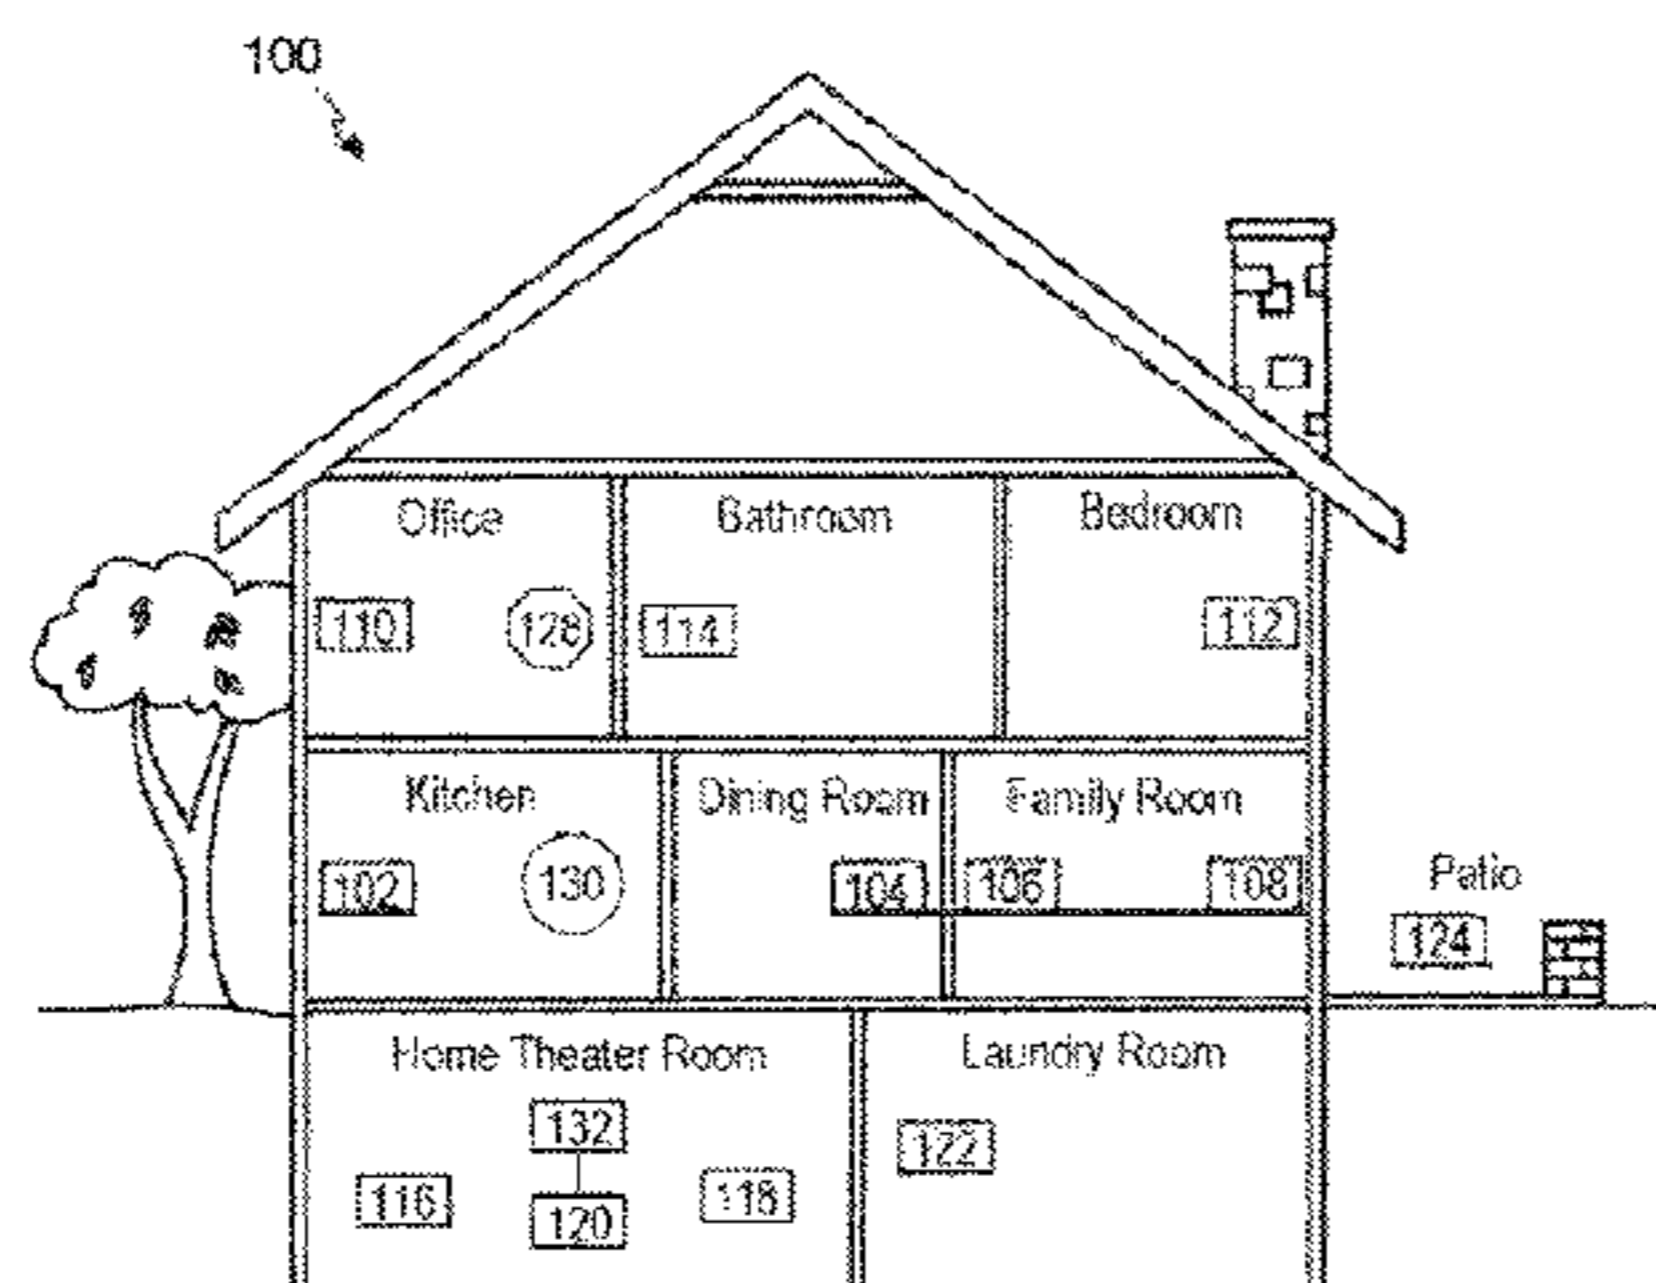 100
Office Bathroom Bedroom
110 128 114 112
Kitchen Dining Room Family Room
102 130 104 106 108
Patio
124
Home Theater Room Laundry Room
132 122
116 120 118